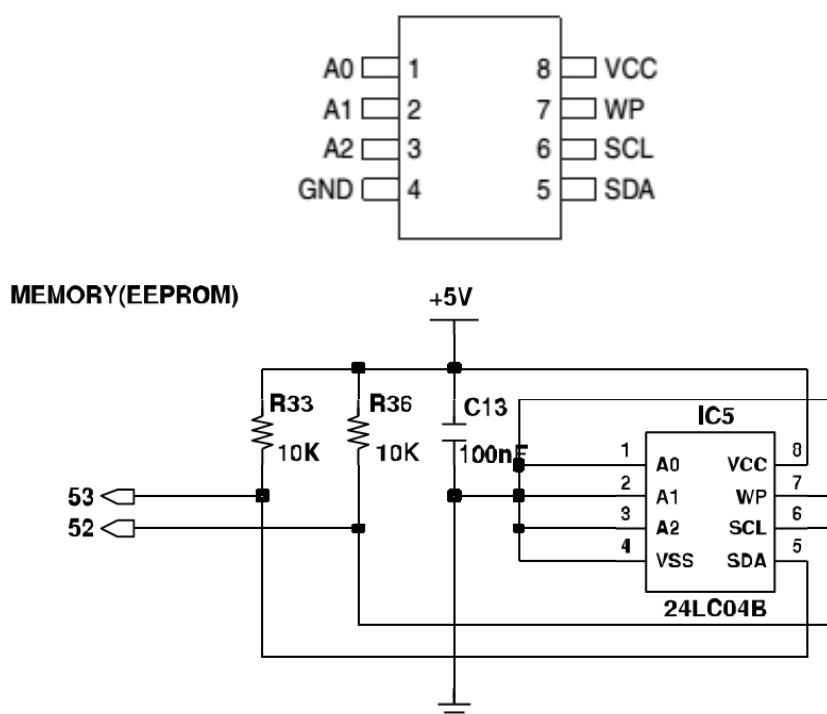 A0 1 8 VCC
A1 2 7 WP
A2 3 6 SCL
GND 4 5 SDA
MEMORY(EEPROM)
+5V
R33 R36 C13
10K 10K 100nF
IC5
1 A0 VCC 8
2 A1 WP 7
3 A2 SCL 6
4 VSS SDA 5
24LC04B
53
52